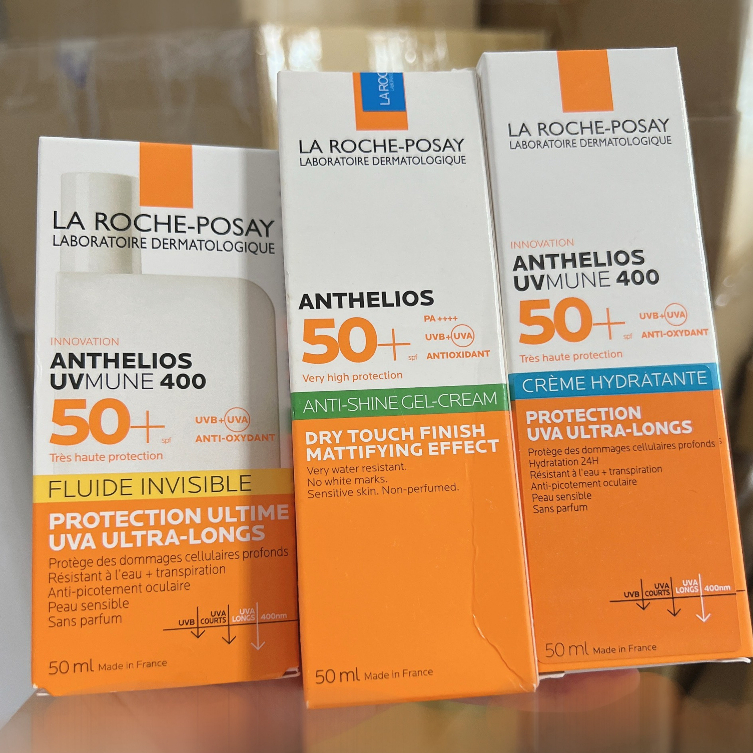 LA ROCHE-POSAY
LABORATOIRE DERMATOLOGIQUE
INNOVATION
ANTHELIOS
UVMUNE 400
50+
spf
UVB+UVA
ANTI-OXYDANT
Très haute protection
FLUIDE INVISIBLE
PROTECTION ULTIME
UVA ULTRA-LONGS
Protège des dommages cellulaires profonds
Résistant à l'eau + transpiration
Anti-picotement oculaire
Peau sensible
Sans parfum
UVB
UVA
COURTS
UVA
LONGS
400nm
50 ml Made in France
LA ROC
LA ROCHE-POSAY
LABORATOIRE DERMATOLOGIQUE
ANTHELIOS
50+
spf
PA ++++
UVB+UVA
ANTIOXIDANT
Very high protection
ANTI-SHINE GEL-CREAM
DRY TOUCH FINISH
MATTIFYING EFFECT
Very water resistant.
No white marks.
Sensitive skin. Non-perfumed.
50 ml Made in France
LA ROCHE-POSAY
LABORATOIRE DERMATOLOGIQUE
INNOVATION
ANTHELIOS
UVMUNE 400
50+
spf
UVB+UVA
ANTI-OXYDANT
Très haute protection
CRÈME HYDRATANTE
PROTECTION
UVA ULTRA-LONGS
Protège des dommages cellulaires profonds
Hydratation 24H
Résistant à l'eau + transpiration
Anti-picotement oculaire
Peau sensible
Sans parfum
UVB
UVA
COURTS
UVA
LONGS
400nm
50 ml Made in France